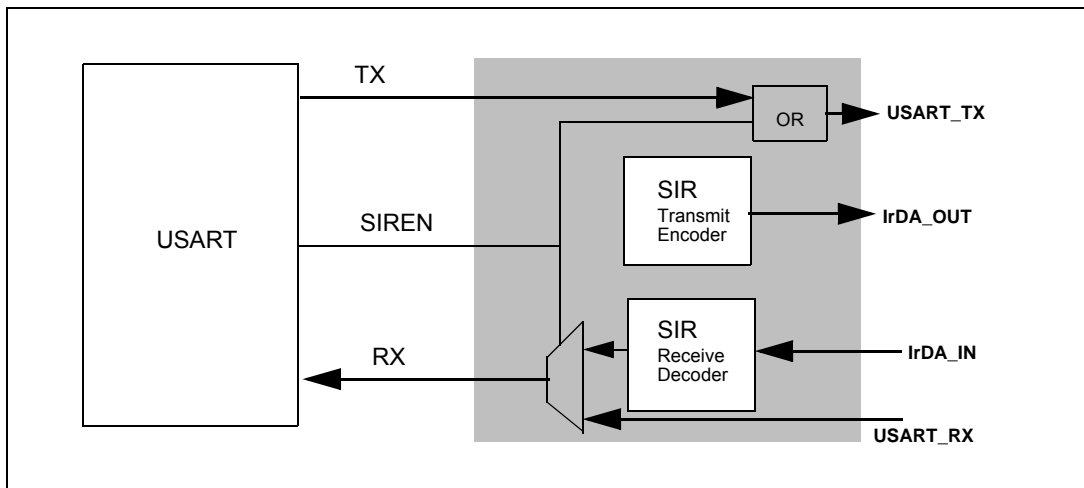 TX
OR
USART_TX
SIR
Transmit
Encoder
IrDA_OUT
USART
SIREN
SIR
Receive
Decoder
IrDA_IN
RX
USART_RX